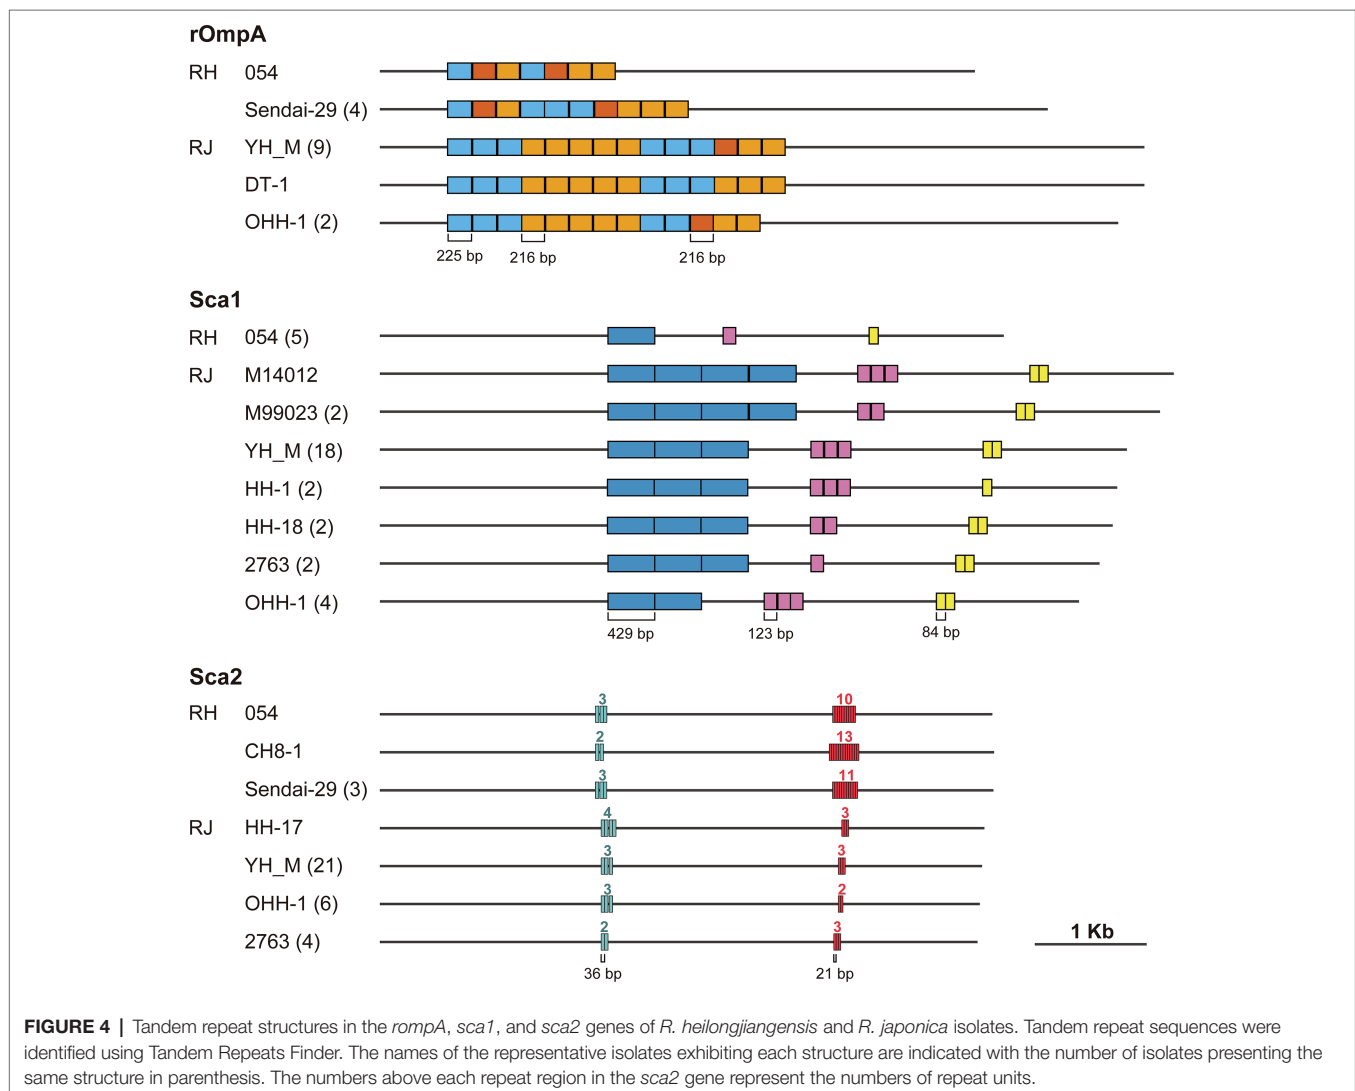 rOmpA
RH 054
Sendai-29 (4)
RJ YH_M (9)
DT-1
OHH-1 (2)
225 bp 216 bp 216 bp
Sca1
RH 054 (5)
RJ M14012
M99023 (2)
YH_M (18)
HH-1 (2)
HH-18 (2)
2763 (2)
OHH-1 (4)
429 bp 123 bp 84 bp
Sca2
3 10
RH 054
2 13
CH8-1
3 11
Sendai-29 (3)
4 3
RJ HH-17
3 3
YH_M (21)
3 2
OHH-1 (6)
2 3
2763 (4)
1 Kb
36 bp 21 bp
FIGURE 4 | Tandem repeat structures in the rompA, sca1, and sca2 genes of R. heilongjiangensis and R. japonica isolates. Tandem repeat sequences were
identified using Tandem Repeats Finder. The names of the representative isolates exhibiting each structure are indicated with the number of isolates presenting the
same structure in parenthesis. The numbers above each repeat region in the sca2 gene represent the numbers of repeat units.